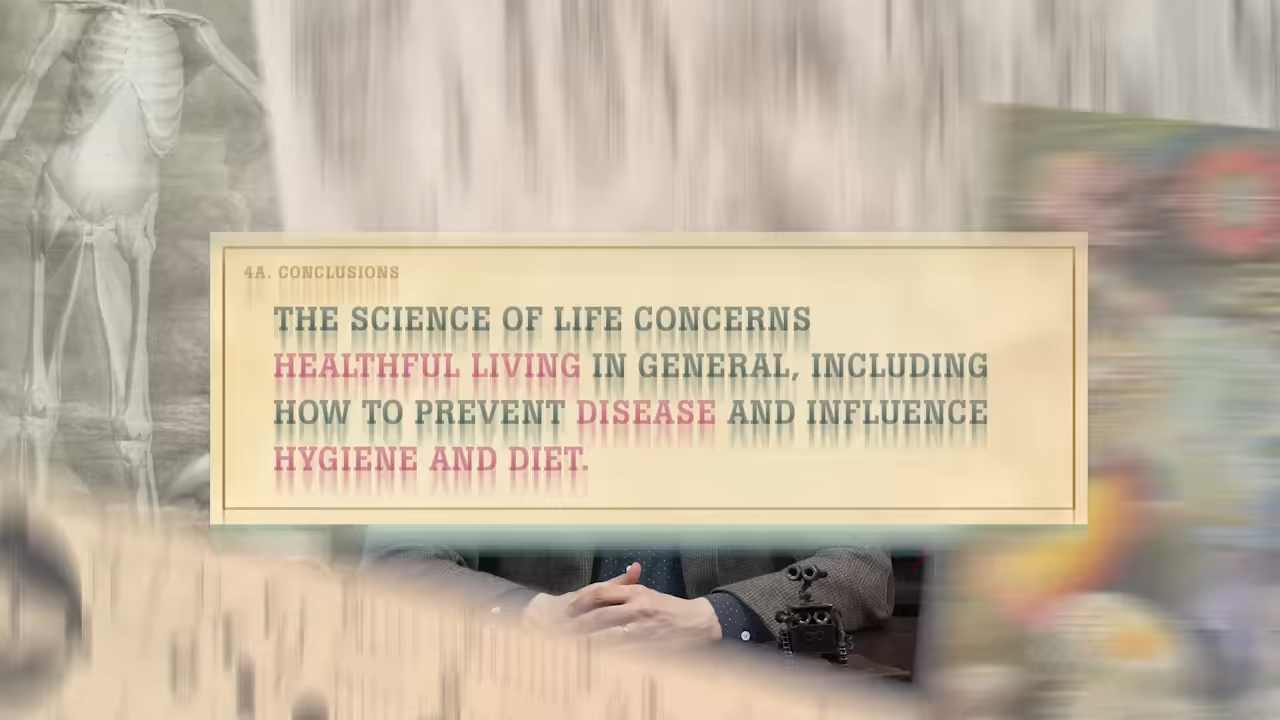 4A. CONCLUSIONS
THE SCIENCE OF LIFE CONCERNS
HEALTHFUL LIVING IN GENERAL, INCLUDING
HOW TO PREVENT DISEASE AND INFLUENCE
HYGIENE AND DIET.